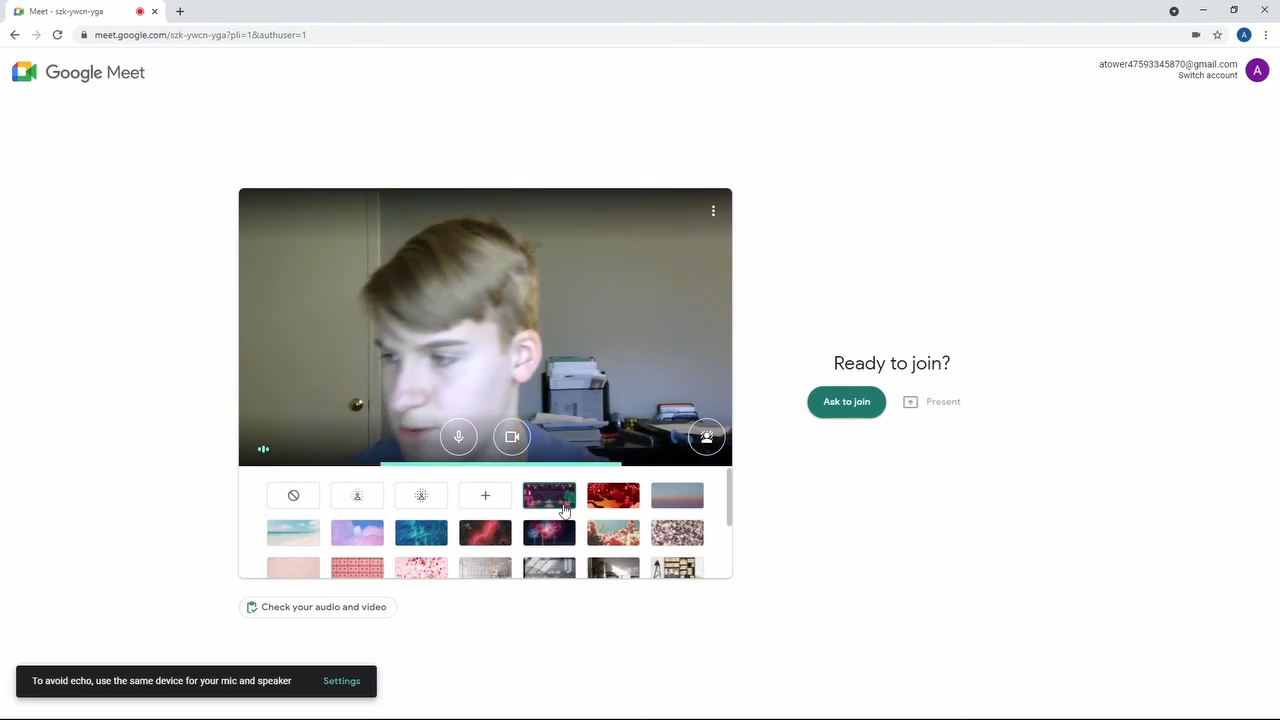 Meet - szk-ywcn-yga
meet.google.com/szk-ywcn-yga?pli=1&authuser=1
A
Google Meet
atower47593345870@gmail.com
Switch account
A
Ready to join?
Ask to join
Present
Check your audio and video
To avoid echo, use the same device for your mic and speaker
Settings